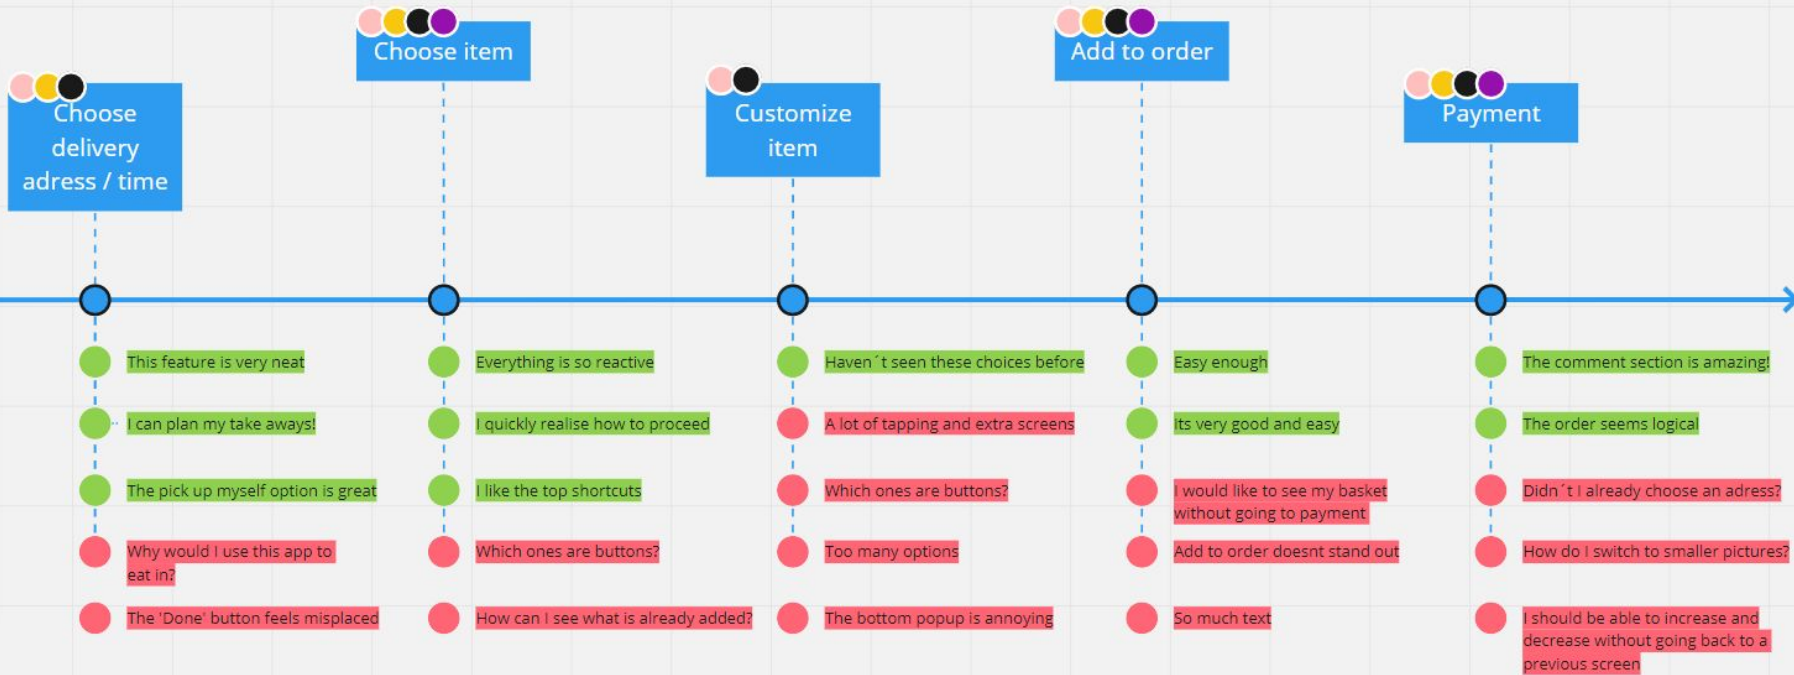 Choose
delivery
adress / time
Choose item
Customize
item
Add to order
Payment
This feature is very neat
I can plan my take aways!
The pick up myself option is great
Why would I use this app to
eat in?
The 'Done' button feels misplaced
Everything is so reactive
I quickly realise how to proceed
I like the top shortcuts
Which ones are buttons?
How can I see what is already added?
Haven´t seen these choices before
A lot of tapping and extra screens
Which ones are buttons?
Too many options
The bottom popup is annoying
Easy enough
Its very good and easy
I would like to see my basket
without going to payment
Add to order doesnt stand out
So much text
The comment section is amazing!
The order seems logical
Didn´t I already choose an adress?
How do I switch to smaller pictures?
I should be able to increase and
decrease without going back to a
previous screen